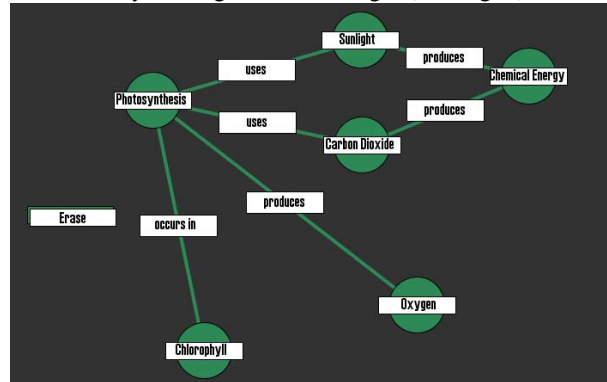 Sunlight
produces
Chemical Energy
uses
Photosynthesis
produces
uses
Carbon Dioxide
produces
Erase
occurs in
Oxygen
Chlorophyll